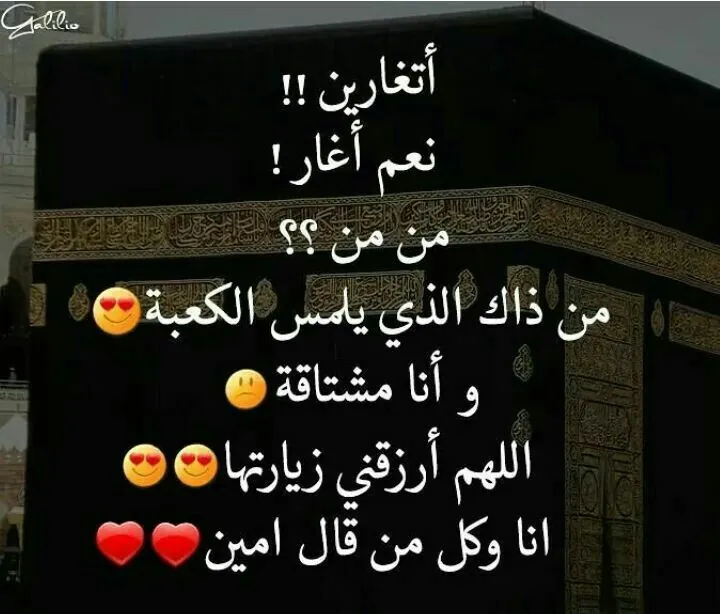 Galilio
أتغارين !!
نعم أغار !
من من ؟؟
من ذاك الذي يلمس الكعبة😍
و أنا مشتاقة🙁
اللهم أرزقني زيارتها😍😍
انا وكل من قال امين❤❤